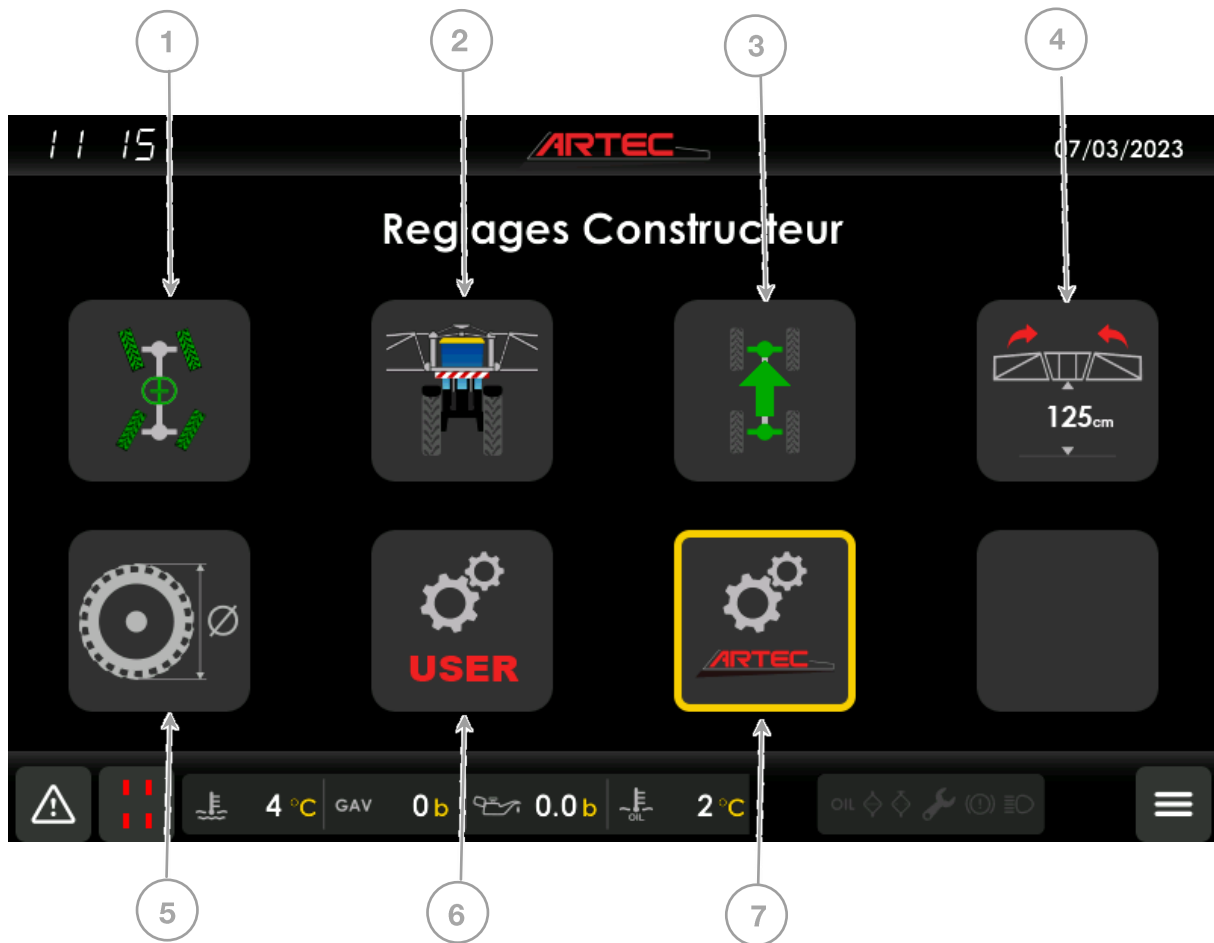 1 2 3 4
11 15 ARTEC 07/03/2023
Reglages Constructeur
125cm
Ø
USER
ARTEC
4 °C GAV 0 b 0.0 b OIL 2 °C OIL
5 6 7